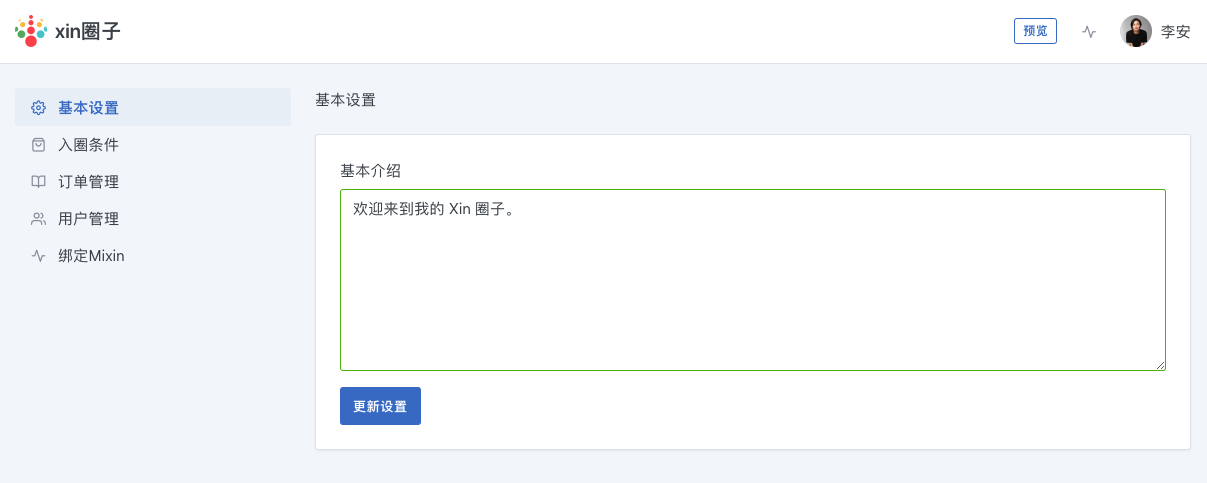 xin圈子
预览
李安
基本设置
入圈条件
订单管理
用户管理
绑定Mixin
基本设置
基本介绍
欢迎来到我的 Xin 圈子。
更新设置